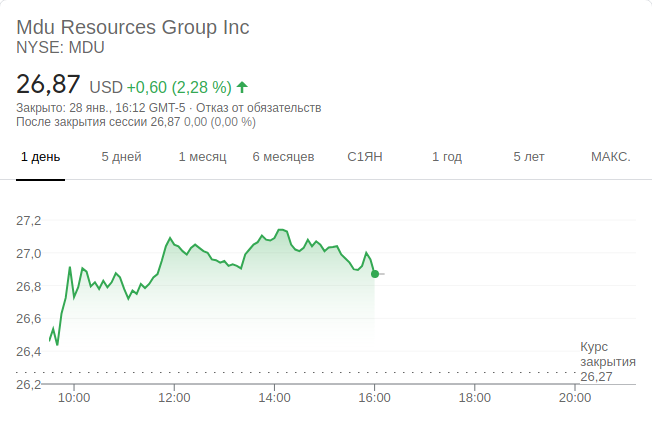 Mdu Resources Group Inc
NYSE: MDU
26,87 USD +0,60 (2,28 %)
Закрыто: 28 янв., 16:12 GMT-5 · Отказ от обязательств
После закрытия сессии 26,87 0,00 (0,00 %)
1 день 5 дней 1 месяц 6 месяцев С1ЯН 1 год 5 лет МАКС.
27,2
27,0
26,8
26,6
26,4
Курс
закрытия
26,27
26,2
10:00 12:00 14:00 16:00 18:00 20:00